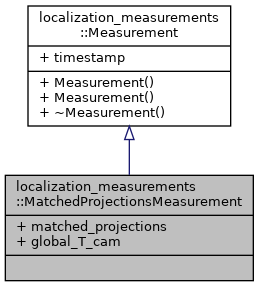 localization_measurements
::Measurement
+ timestamp
+ Measurement()
+ Measurement()
+ ~Measurement()
localization_measurements
::MatchedProjectionsMeasurement
+ matched_projections
+ global_T_cam